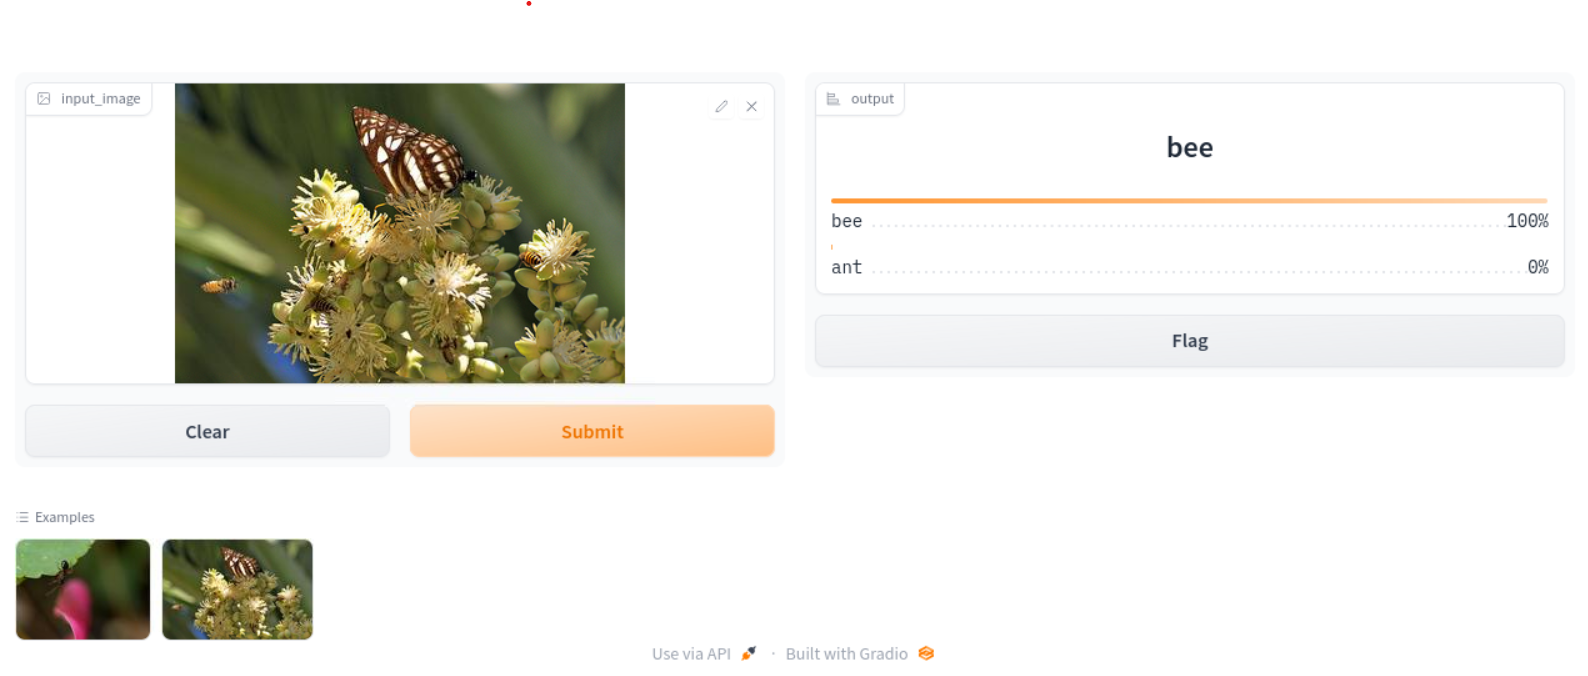 input_image
Clear
Submit
output
bee
bee 100%
ant 0%
Flag
Examples
Use via API · Built with Gradio